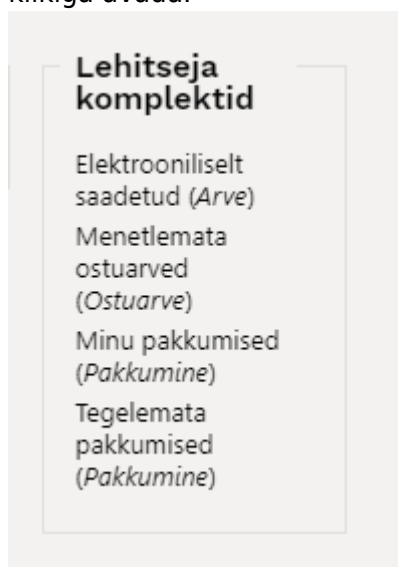 Lehitseja
komplektid
Elektrooniliselt
saadetud (Arve)
Menetlemata
ostuarved
(Ostuarve)
Minu pakkumised
(Pakkumine)
Tegelemata
pakkumised
(Pakkumine)